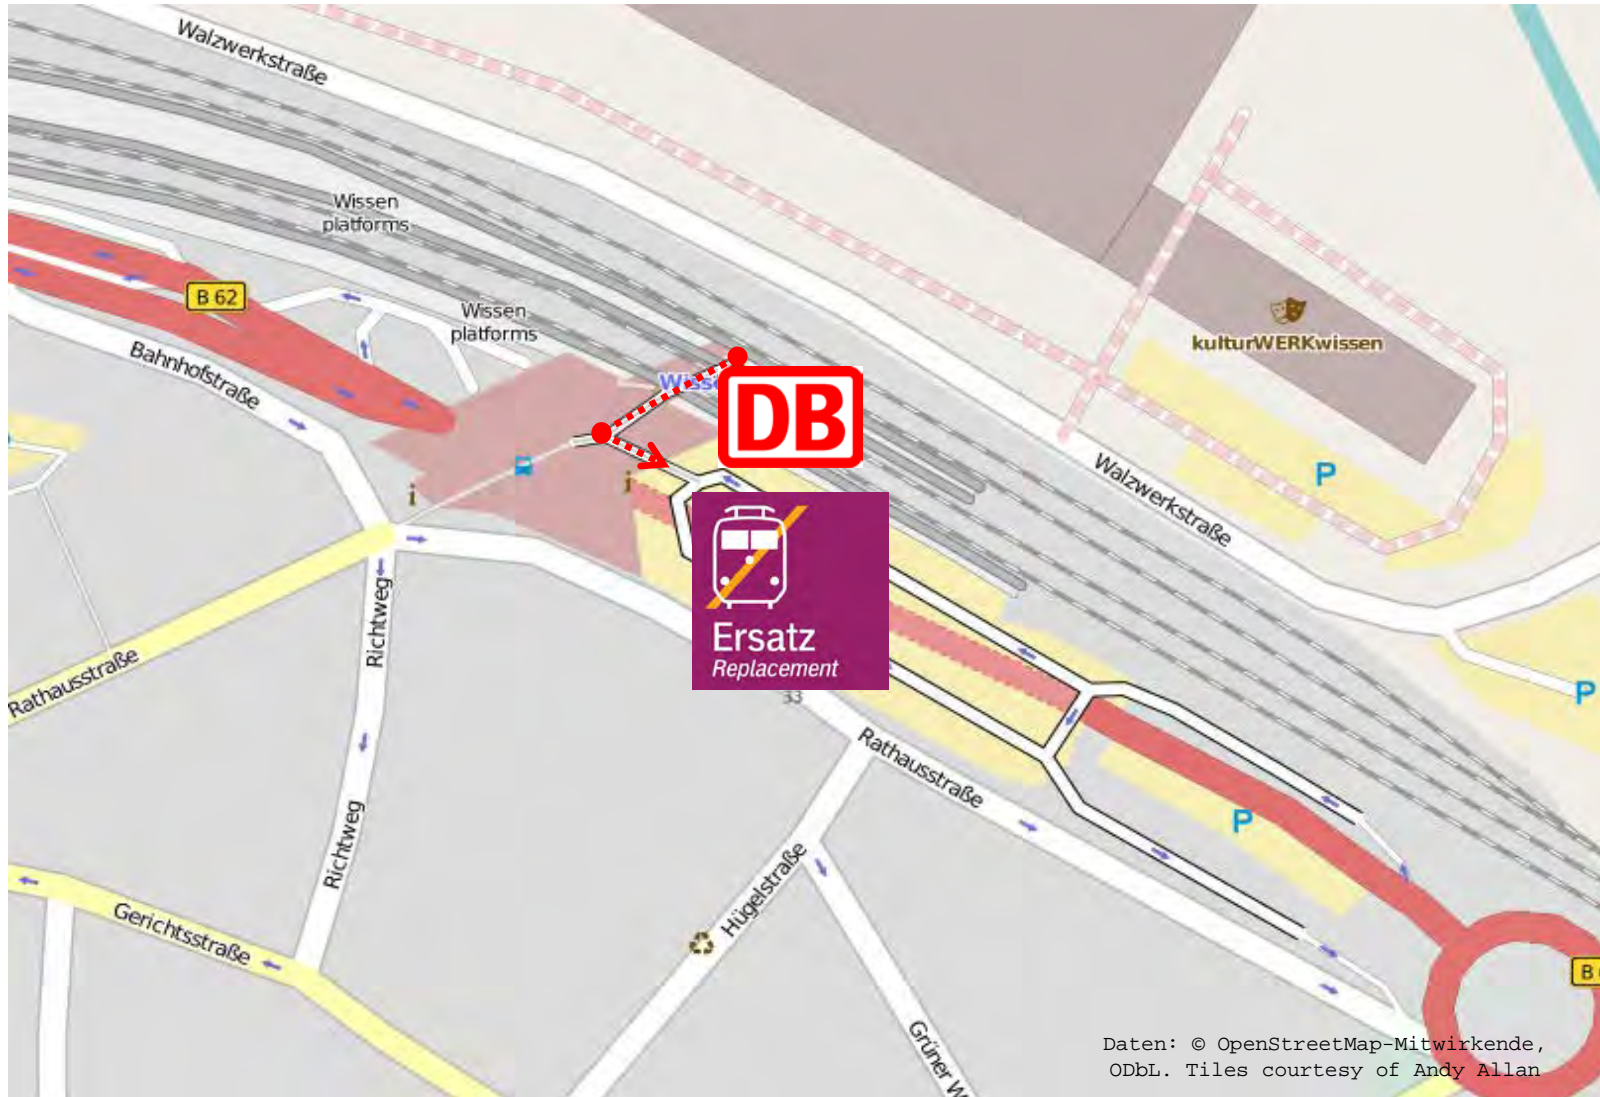 Walzwerkstraße
Wissen
platforms
B 62
Wissen
platforms
kulturWERKwissen
Bahnhofstraße
DB
P
Walzwerkstraße
i
i
Ersatz
Replacement
Richtweg
Rathausstraße
P
33
Rathausstraße
P
Richtweg
Hügelstraße
Gerichtsstraße
B
Grüner W
Daten: © OpenStreetMap-Mitwirkende,
ODbL. Tiles courtesy of Andy Allan